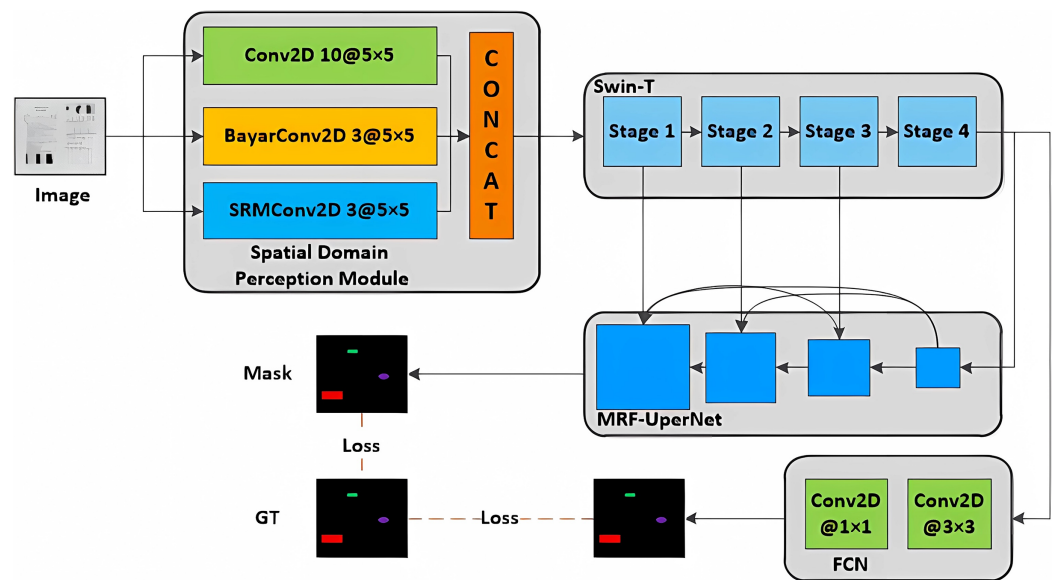 Conv2D 10@5×5
BayarConv2D 3@5×5
SRMConv2D 3@5×5
CONCAT
Spatial Domain
Perception Module
Image
Swin-T
Stage 1
Stage 2
Stage 3
Stage 4
MRF-UperNet
Mask
Loss
GT
Loss
Conv2D
@1×1
Conv2D
@3×3
FCN